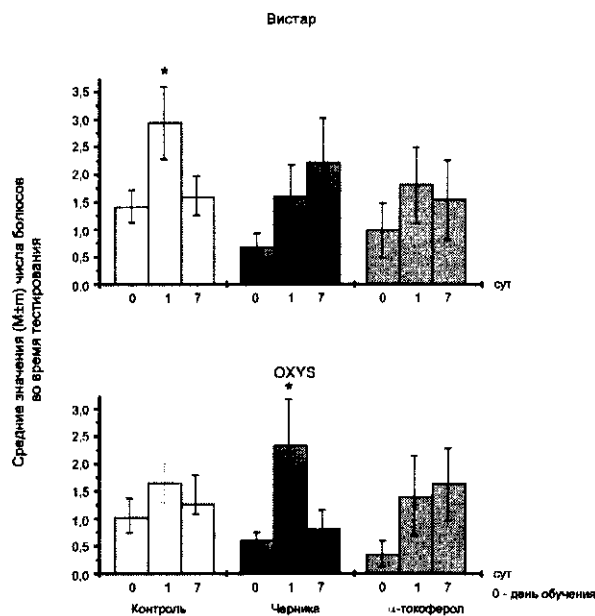 Вистар
Средние значения (M±m) числа болюсов
во время тестирования
*
3,5
3,0
2,5
2,0
1,5
1,0
0,5
0,0
0 1 7 0 1 7 0 1 7 сут
OXYS
*
3,0
2,5
2,0
1,5
1,0
0,5
0,0
0 1 7 0 1 7 0 1 7 сут
0 - день обучения
Контроль Черника α-токоферол